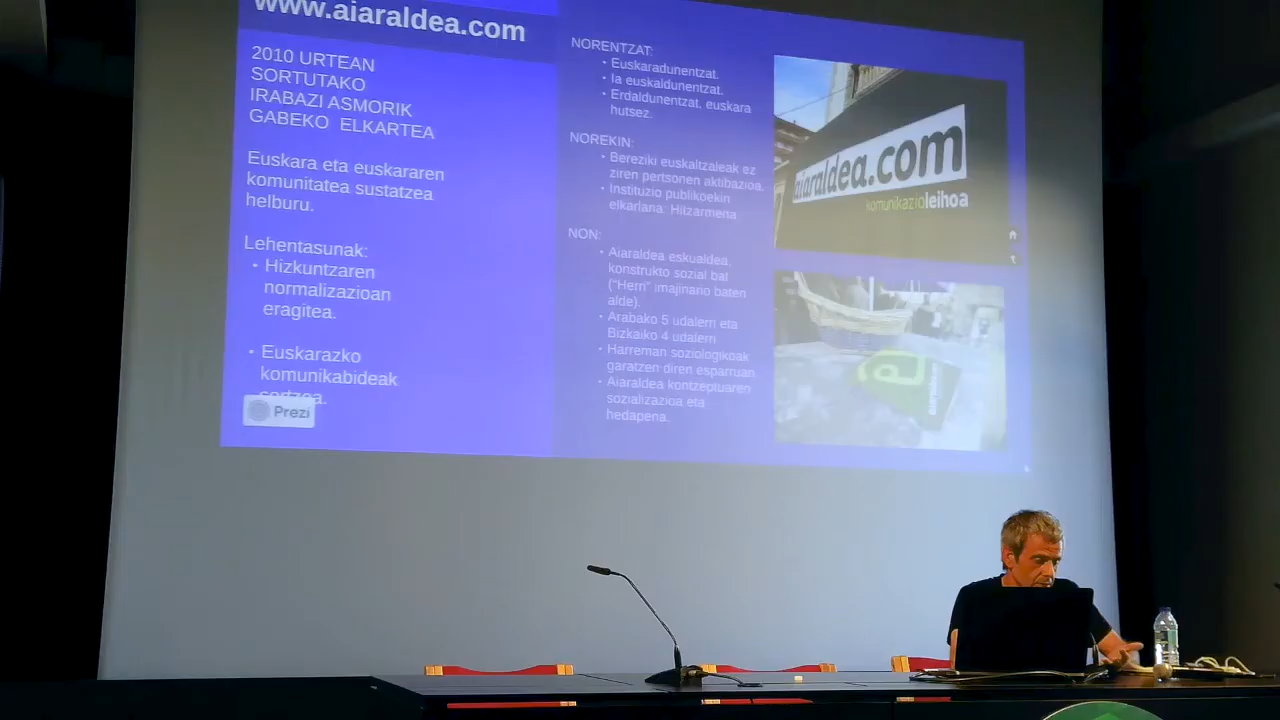 www.aiaraldea.com
2010 URTEAN
SORTUTAKO
IRABAZI ASMORIK
GABEKO ELKARTEA
Euskara eta euskararen
komunitatea sustatzea
helburu.
Lehentasunak:
• Hizkuntzaren
normalizazioan
eragitea.
• Euskarazko
komunikabideak
sortzea.
Prezi
NORENTZAT:
• Euskaradunentzat.
• Ia euskaldunentzat.
• Erdaldunentzat, euskara
hutsez.
NOREKIN:
• Bereziki euskaltzaleak ez
ziren pertsonen aktibazioa.
• Instituzio publikoekin
elkarlana. Hitzarmena
NON:
• Aiaraldea eskualdea,
konstrukto sozial bat
("Herri" imajinario baten
alde).
• Arabako 5 udalerri eta
Bizkaiko 4 udalerri
• Harreman soziologikoak
garatzen diren esparruan
• Aiaraldea kontzeptuaren
sozializazioa eta
hedapena.
aiaraldea.com
komunikazioleihoa